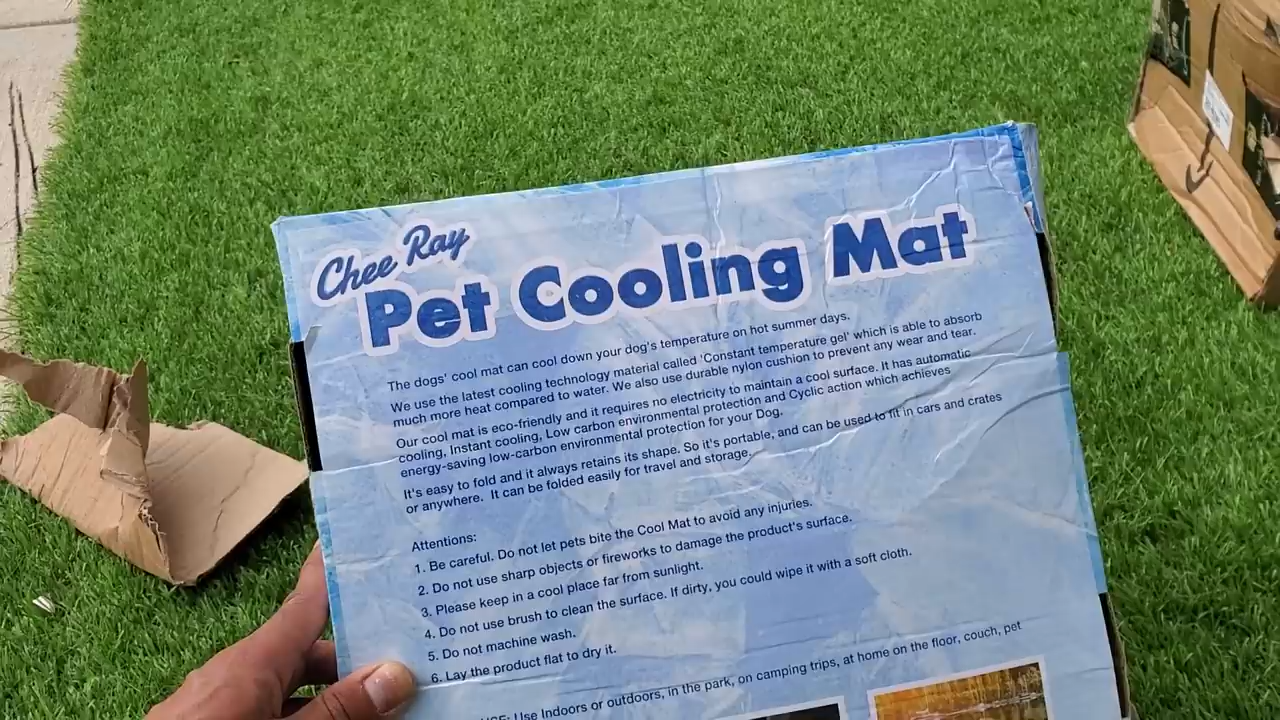 Chee Ray
Pet Cooling Mat
The dogs' cool mat can cool down your dog's temperature on hot summer days.
We use the latest cooling technology material called 'Constant temperature gel' which is able to absorb
much more heat compared to water. We also use durable nylon cushion to prevent any wear and tear.
Our cool mat is eco-friendly and it requires no electricity to maintain a cool surface. It has automatic
cooling, Instant cooling, Low carbon environmental protection and Cyclic action which achieves
energy-saving low-carbon environmental protection for your Dog.
It's easy to fold and it always retains its shape. So it's portable, and can be used to fit in cars and crates
or anywhere. It can be folded easily for travel and storage.
Attentions:
1. Be careful. Do not let pets bite the Cool Mat to avoid any injuries.
2. Do not use sharp objects or fireworks to damage the product's surface.
3. Please keep in a cool place far from sunlight.
4. Do not use brush to clean the surface. If dirty, you could wipe it with a soft cloth.
5. Do not machine wash.
6. Lay the product flat to dry it.
Use Indoors or outdoors, in the park, on camping trips, at home on the floor, couch, pet